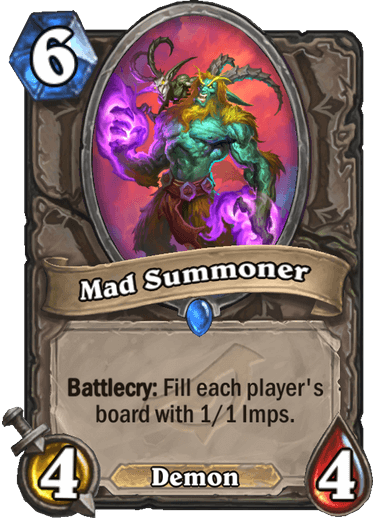 6
Mad Summoner
Battlecry: Fill each player's
board with 1/1 Imps.
4
Demon
4